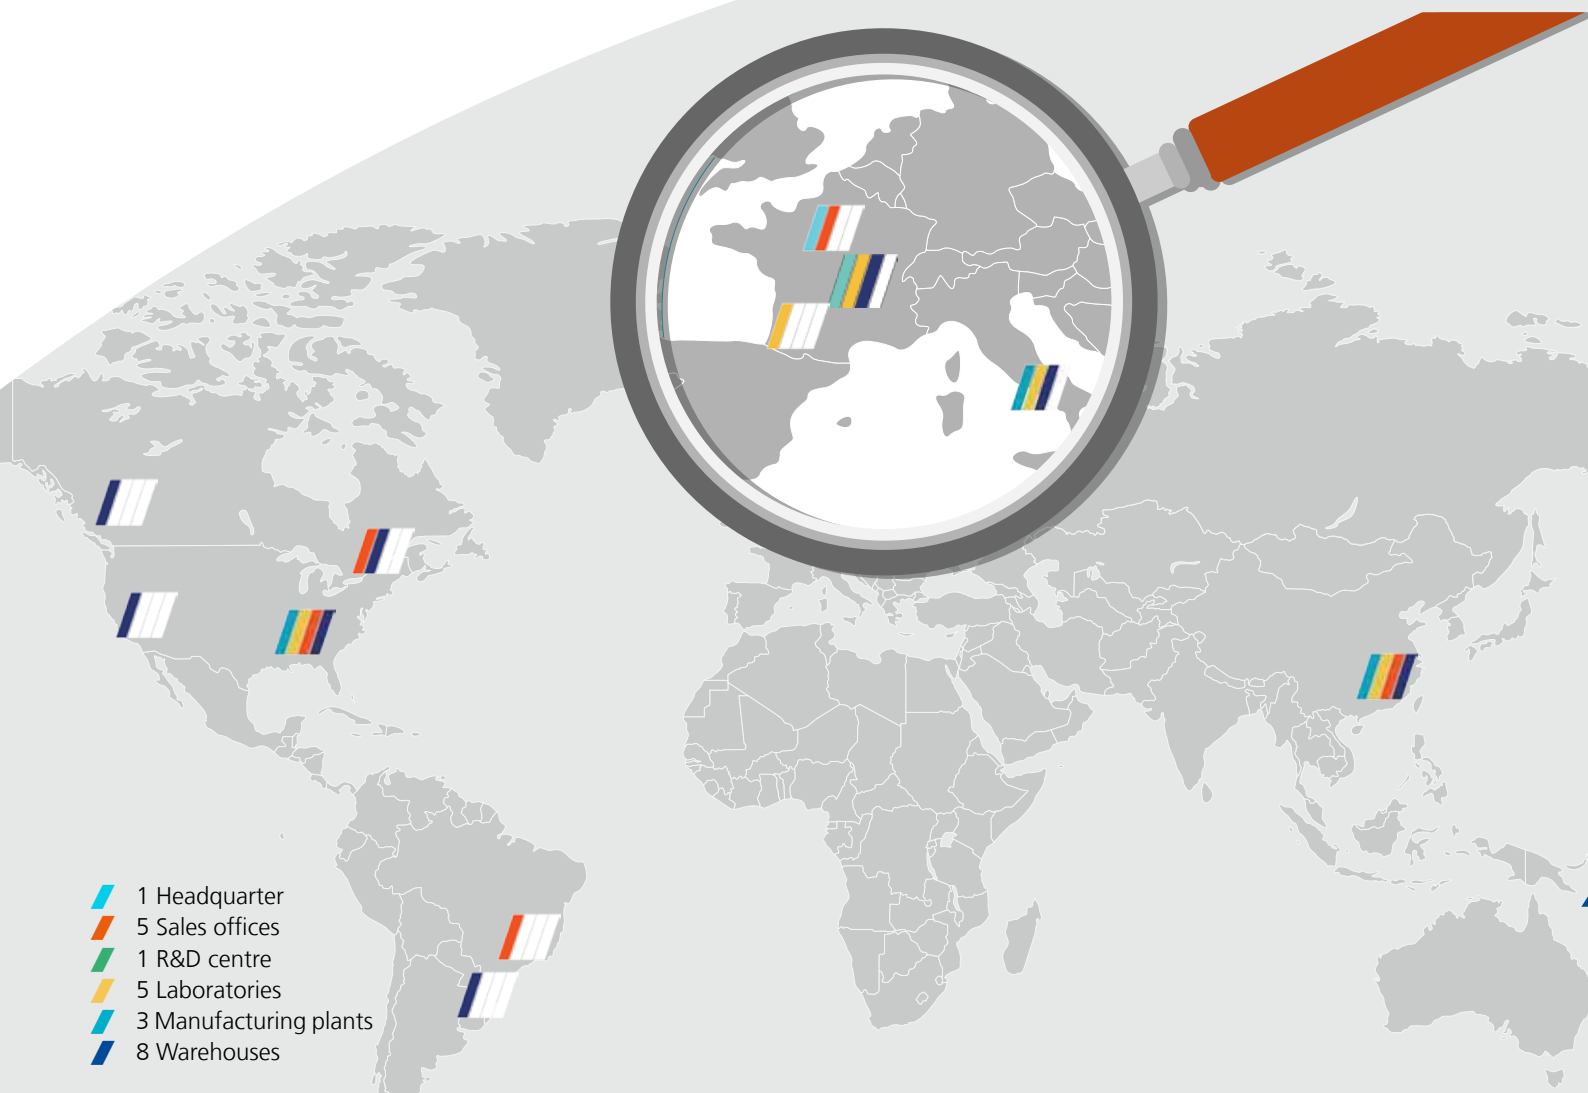 1 Headquarter
5 Sales offices
1 R&D centre
5 Laboratories
3 Manufacturing plants
8 Warehouses